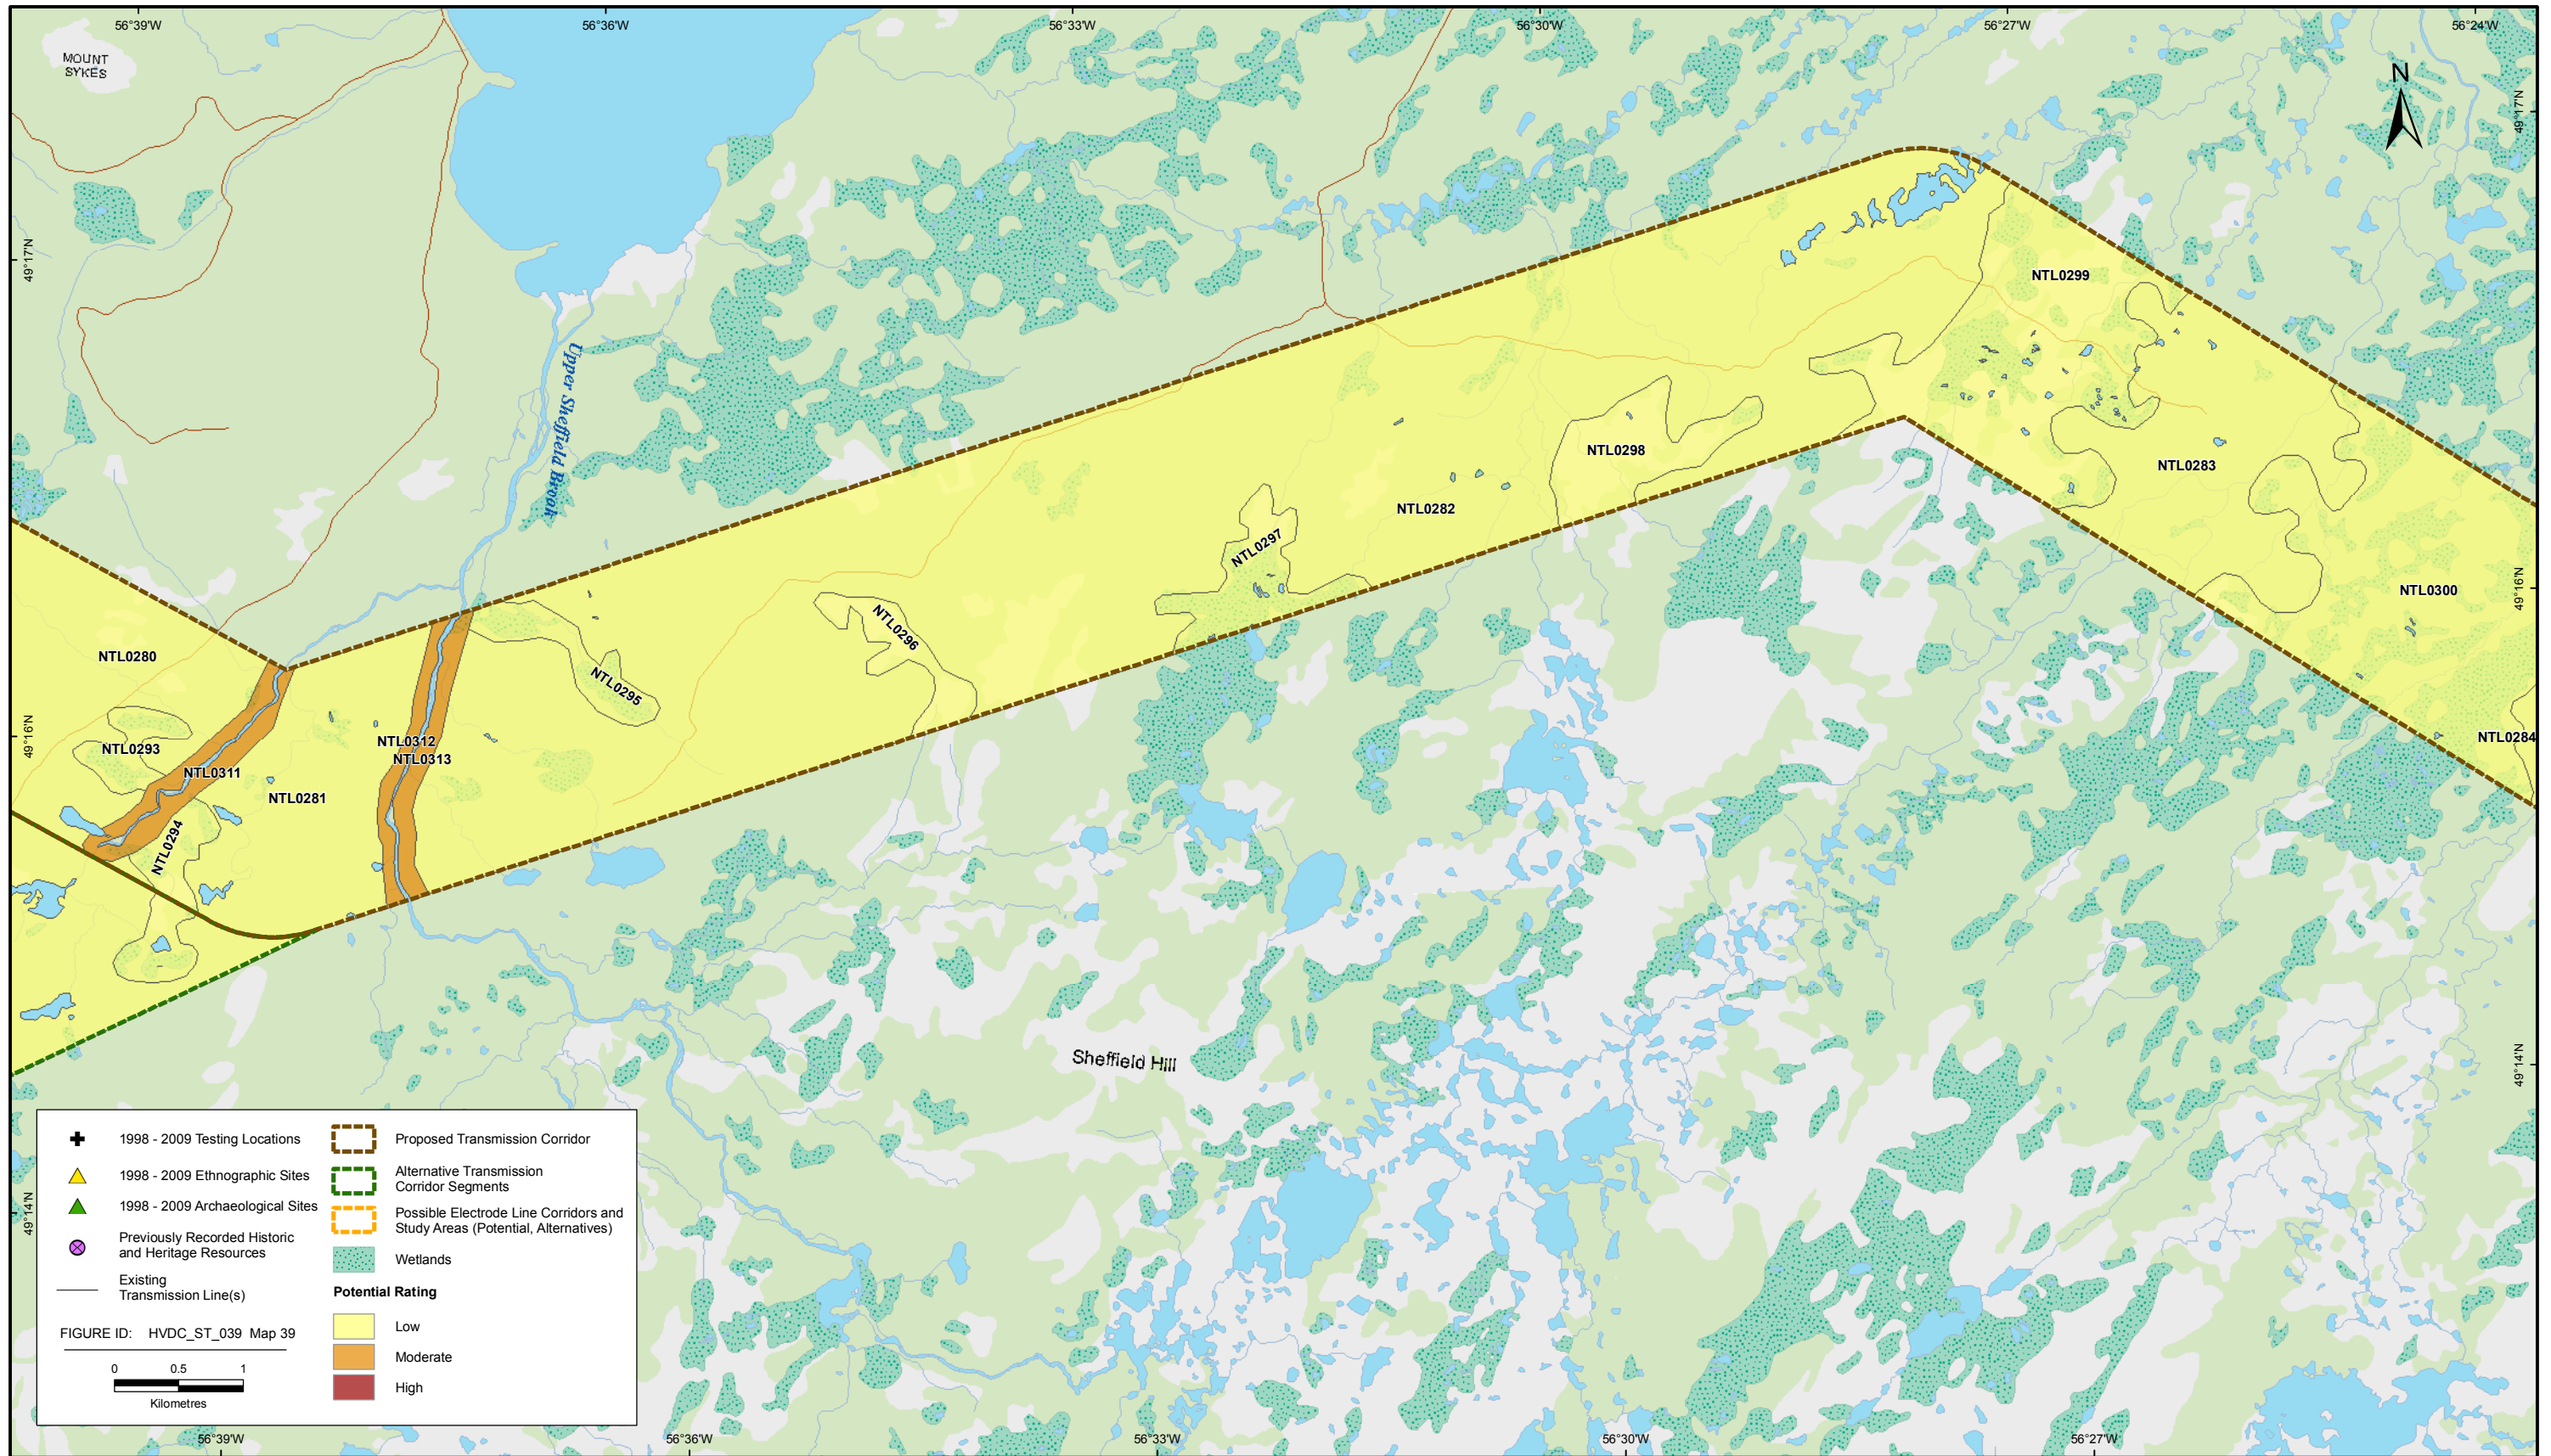 56°39'W
56°36'W
56°33'W
56°30'W
56°27'W
56°24'W
MOUNT
SYKES
N
49°17'N
49°17'N
Upper Sheffield Brook
NTL0299
NTL0298
NTL0283
NTL0282
NTL0297
NTL0300
49°16'N
NTL0296
NTL0280
NTL0295
49°16'N
NTL0293
NTL0312
NTL0313
NTL0284
NTL0311
NTL0281
NTL0294
Sheffield Hill
49°14'N
49°14'N
1998 - 2009 Testing Locations
1998 - 2009 Ethnographic Sites
1998 - 2009 Archaeological Sites
Previously Recorded Historic
and Heritage Resources
Existing
Transmission Line(s)
FIGURE ID: HVDC_ST_039 Map 39
0 0.5 1
Kilometres
Proposed Transmission Corridor
Alternative Transmission
Corridor Segments
Possible Electrode Line Corridors and
Study Areas (Potential, Alternatives)
Wetlands
Potential Rating
Low
Moderate
High
56°39'W
56°36'W
56°33'W
56°30'W
56°27'W